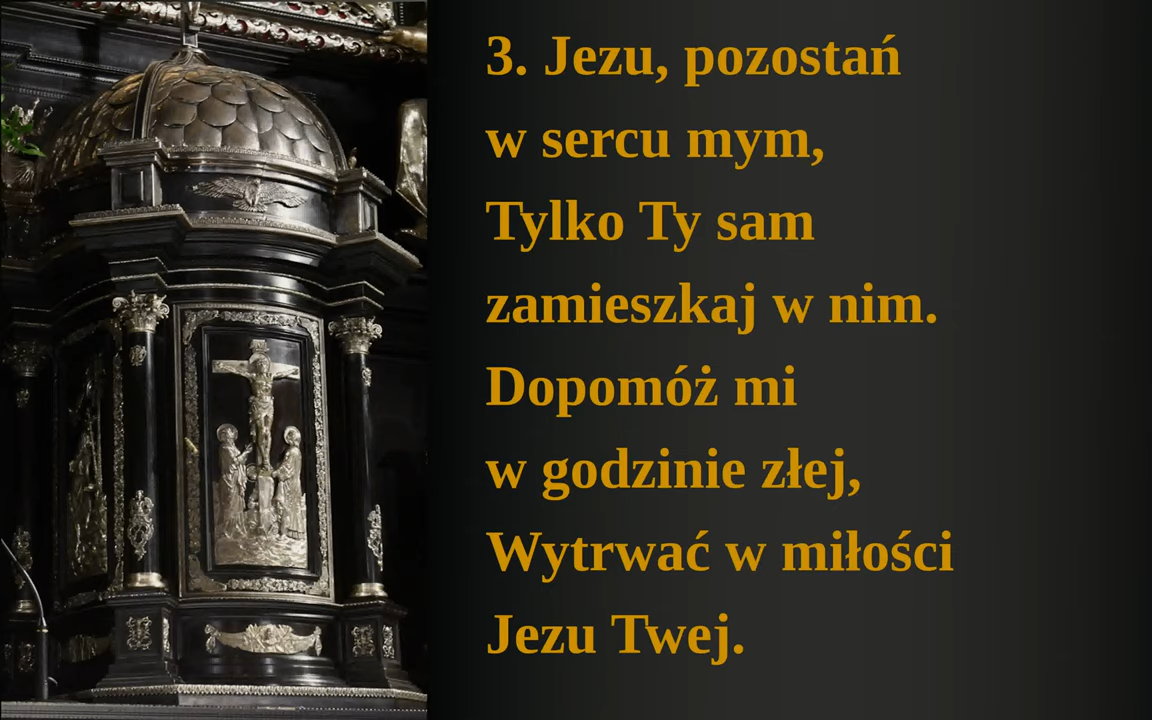 3. Jezu, pozostań
w sercu mym,
Tylko Ty sam
zamieszkaj w nim.
Dopomóż mi
w godzinie złej,
Wytrwać w miłości
Jezu Twej.